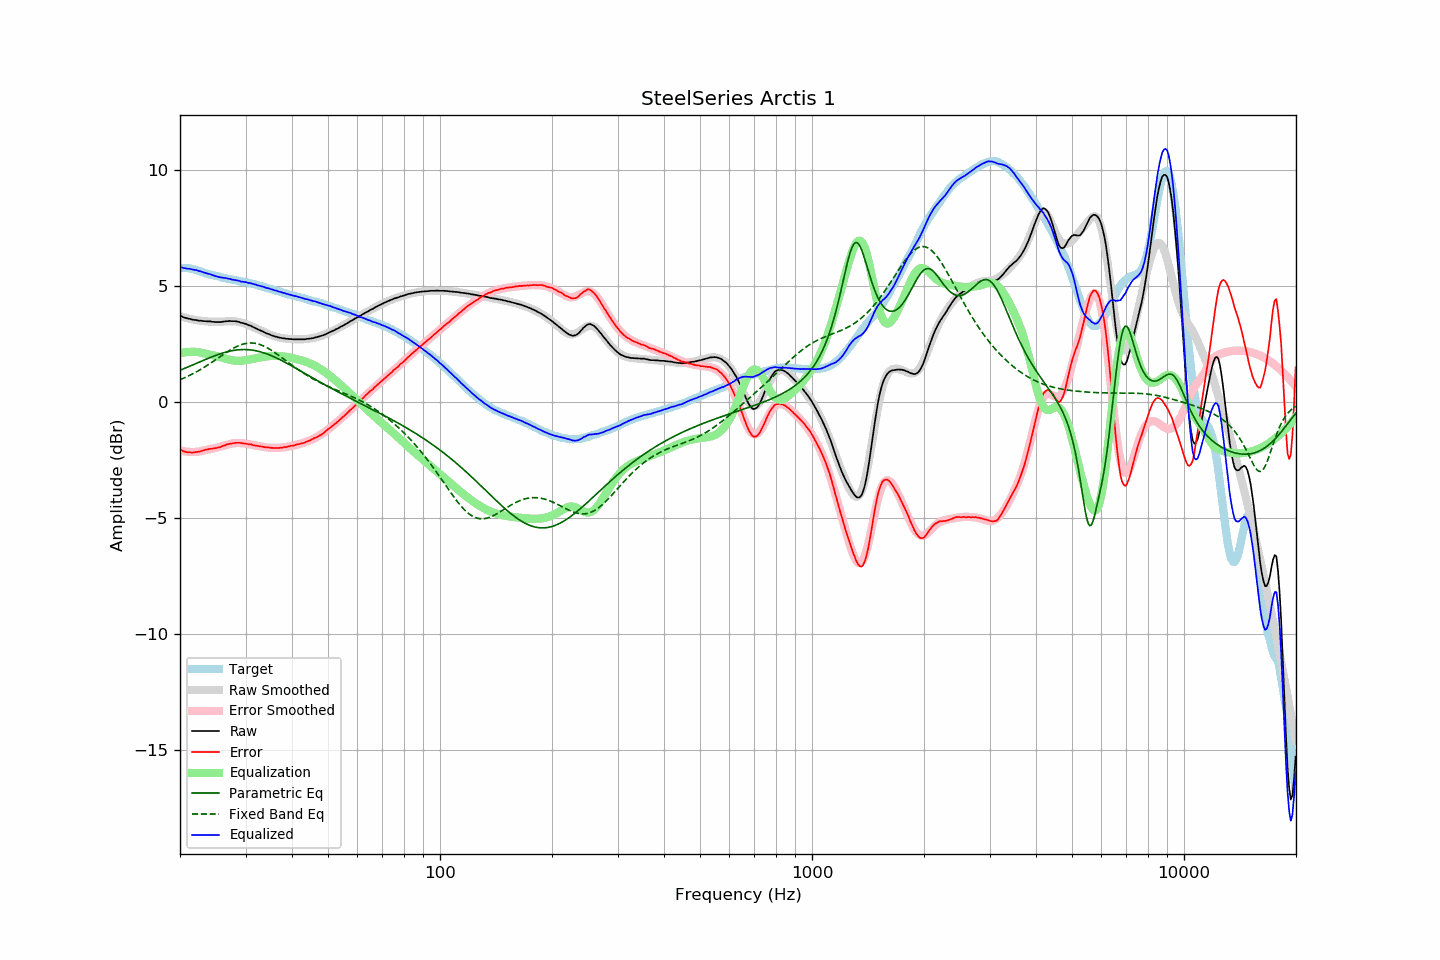 SteelSeries Arctis 1
Amplitude (dBr)
10
5
0
−5
−10
−15
Target
Raw Smoothed
Error Smoothed
Raw
Error
Equalization
Parametric Eq
Fixed Band Eq
Equalized
100
1000
10000
Frequency (Hz)